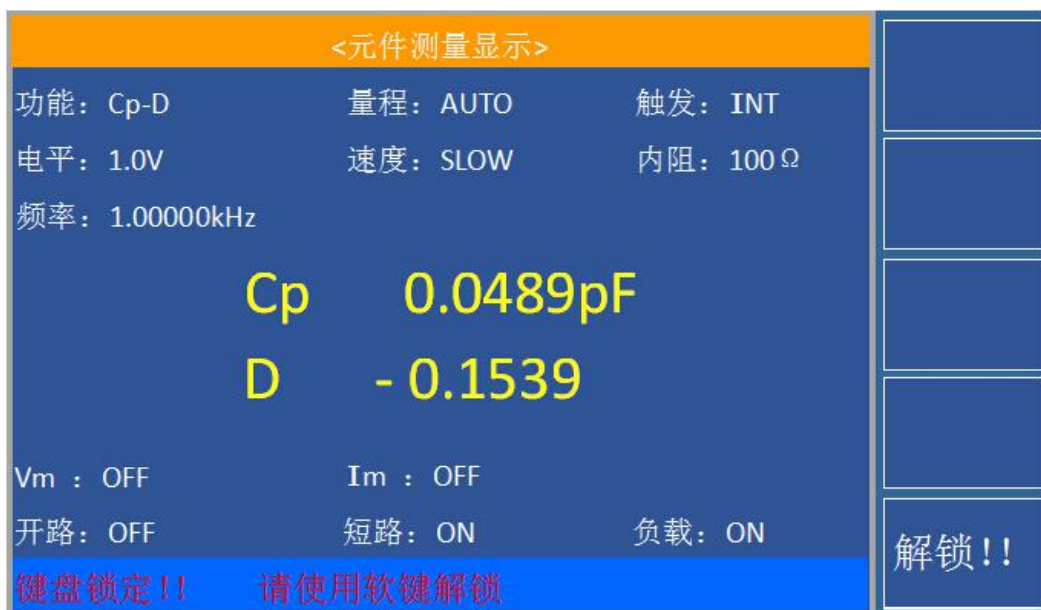 <元件测量显示>
功能：Cp-D 量程：AUTO 触发：INT
电平：1.0V 速度：SLOW 内阻：100Ω
频率：1.00000kHz
Cp 0.0489pF
D - 0.1539
Vm ：OFF Im ：OFF
开路：OFF 短路：ON 负载：ON
键盘锁定!! 请使用软键解锁
解锁!!